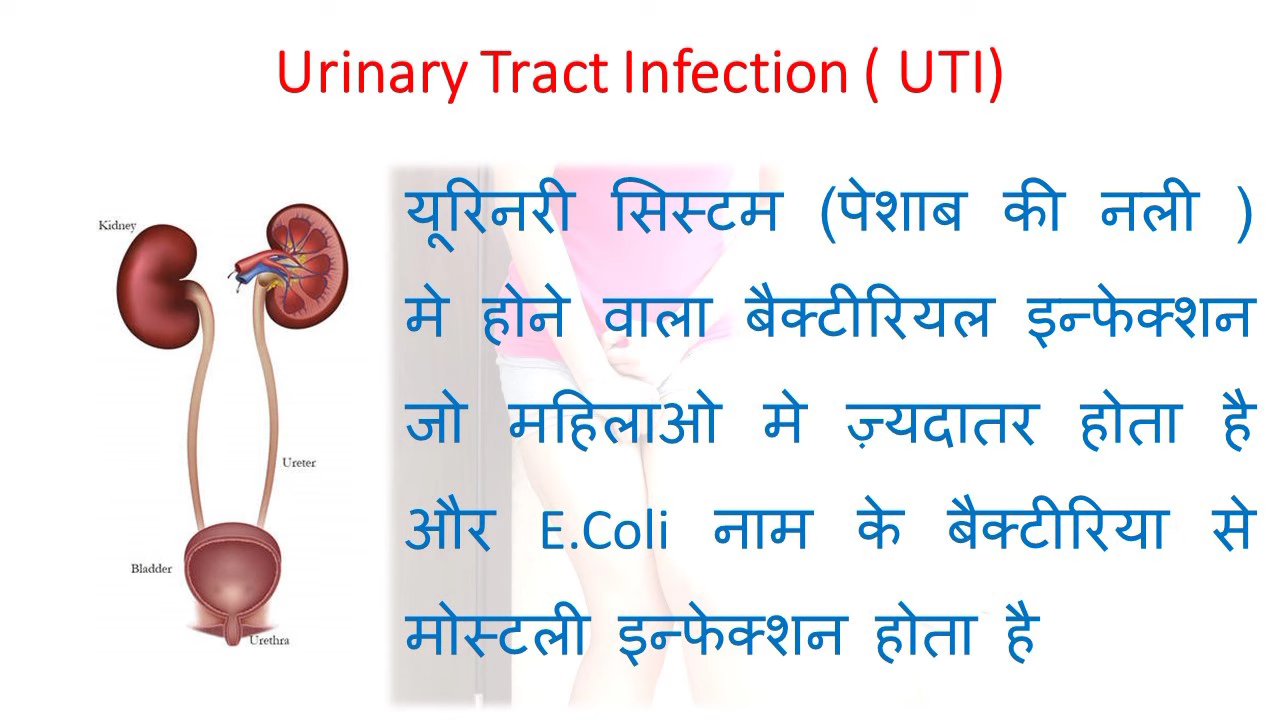 Urinary Tract Infection ( UTI)
Kidney
Ureter
Bladder
Urethra
यूरिनरी सिस्टम (पेशाब की नली )
मे होने वाला बैक्टीरियल इन्फेक्शन
जो महिलाओ मे ज़्यदातर होता है
और E.Coli नाम के बैक्टीरिया से
मोस्टली इन्फेक्शन होता है